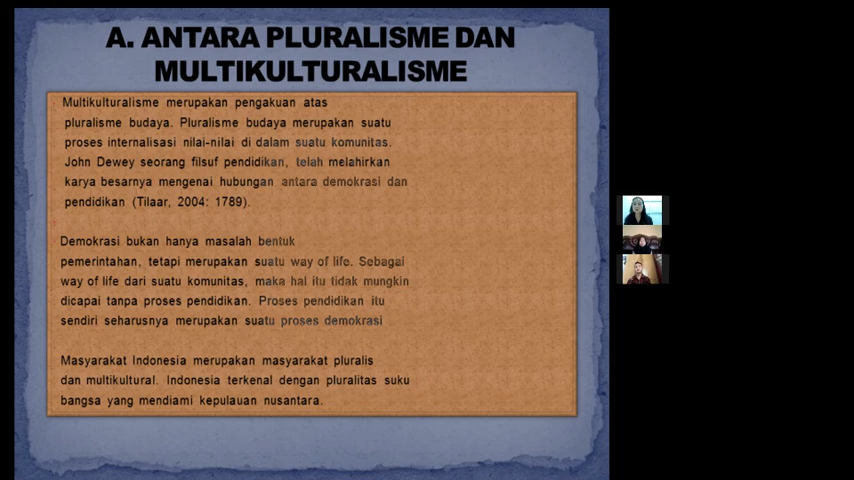 A. ANTARA PLURALISME DAN
MULTIKULTURALISME
Multikulturalisme merupakan pengakuan atas
pluralisme budaya. Pluralisme budaya merupakan suatu
proses internalisasi nilai-nilai di dalam suatu komunitas.
John Dewey seorang filsuf pendidikan, telah melahirkan
karya besarnya mengenai hubungan antara demokrasi dan
pendidikan (Tilaar, 2004: 1789).
Demokrasi bukan hanya masalah bentuk
pemerintahan, tetapi merupakan suatu way of life. Sebagai
way of life dari suatu komunitas, maka hal itu tidak mungkin
dicapai tanpa proses pendidikan. Proses pendidikan itu
sendiri seharusnya merupakan suatu proses demokrasi
Masyarakat Indonesia merupakan masyarakat pluralis
dan multikultural. Indonesia terkenal dengan pluralitas suku
bangsa yang mendiami kepulauan nusantara.